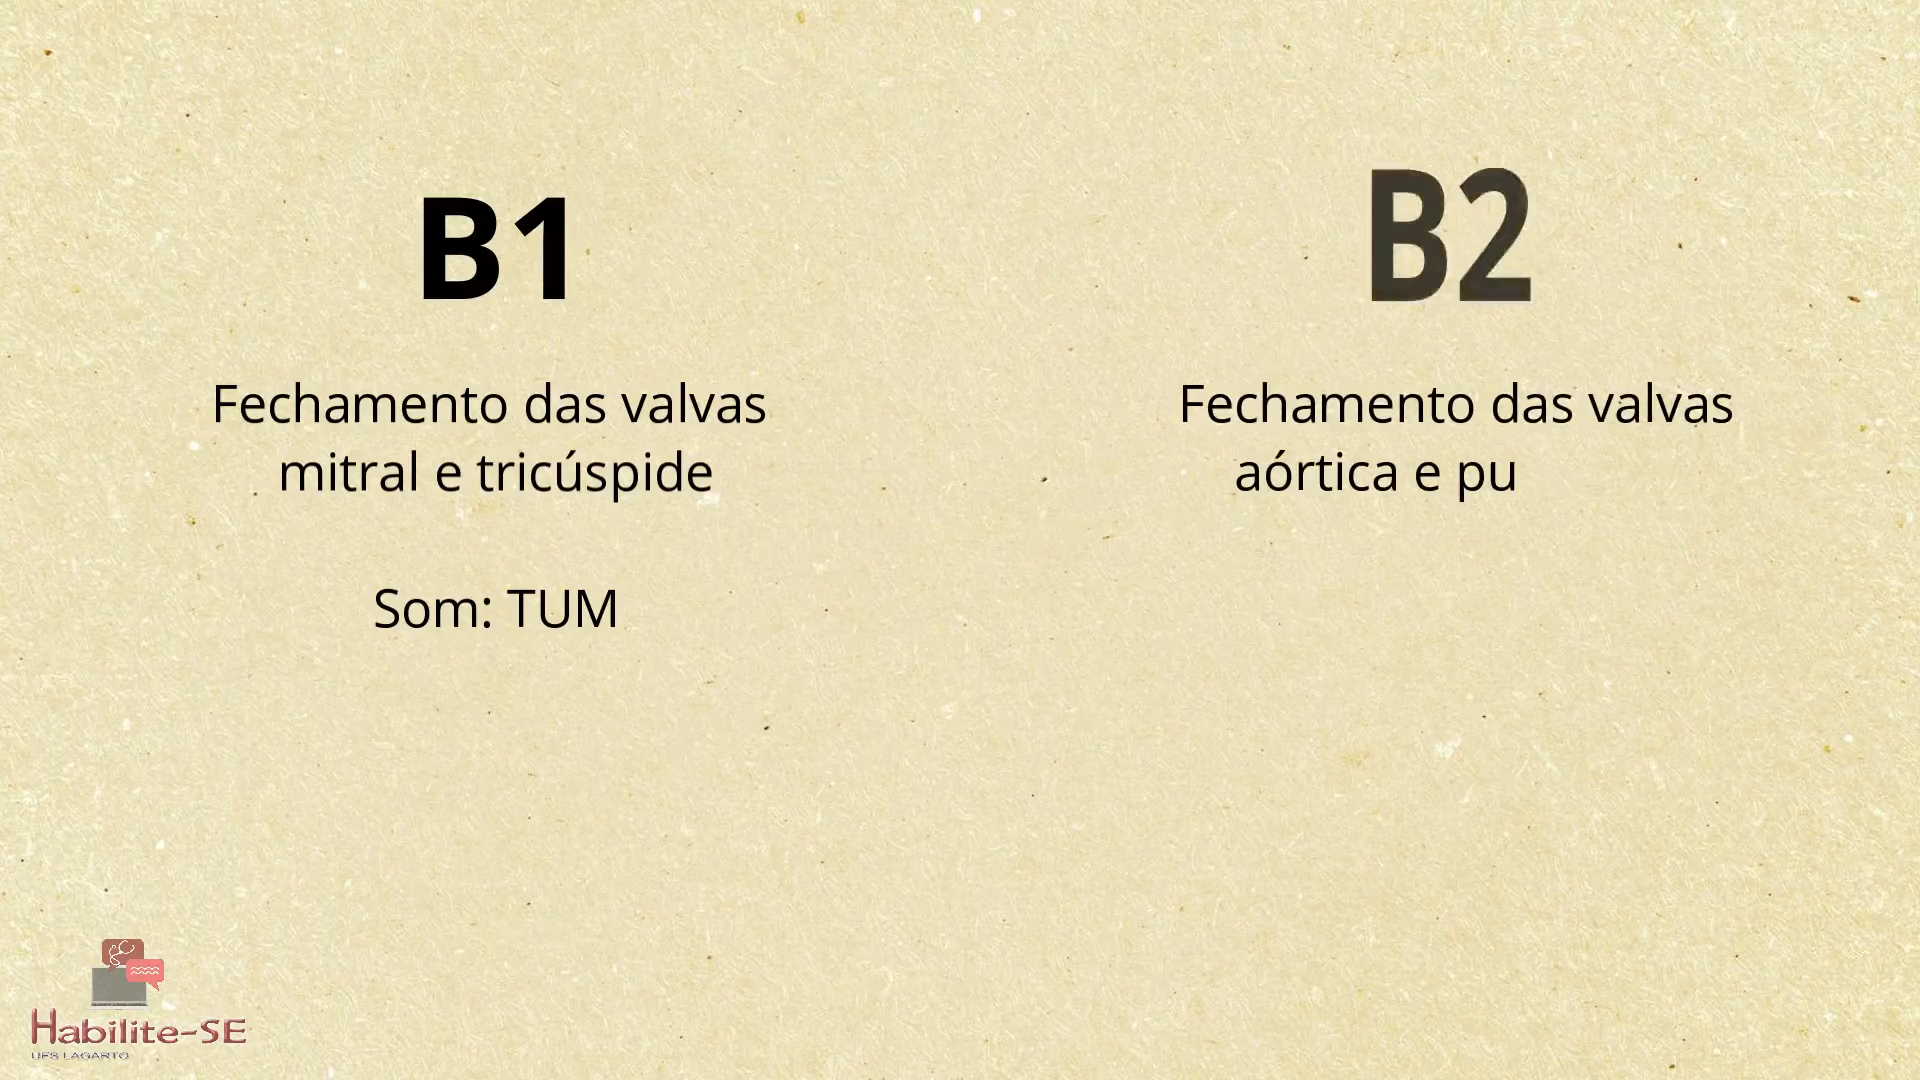 B1
Fechamento das valvas
mitral e tricúspide
Som: TUM
B2
Fechamento das valvas
aórtica e pu
Habilite-SE
UFS LAGARTO